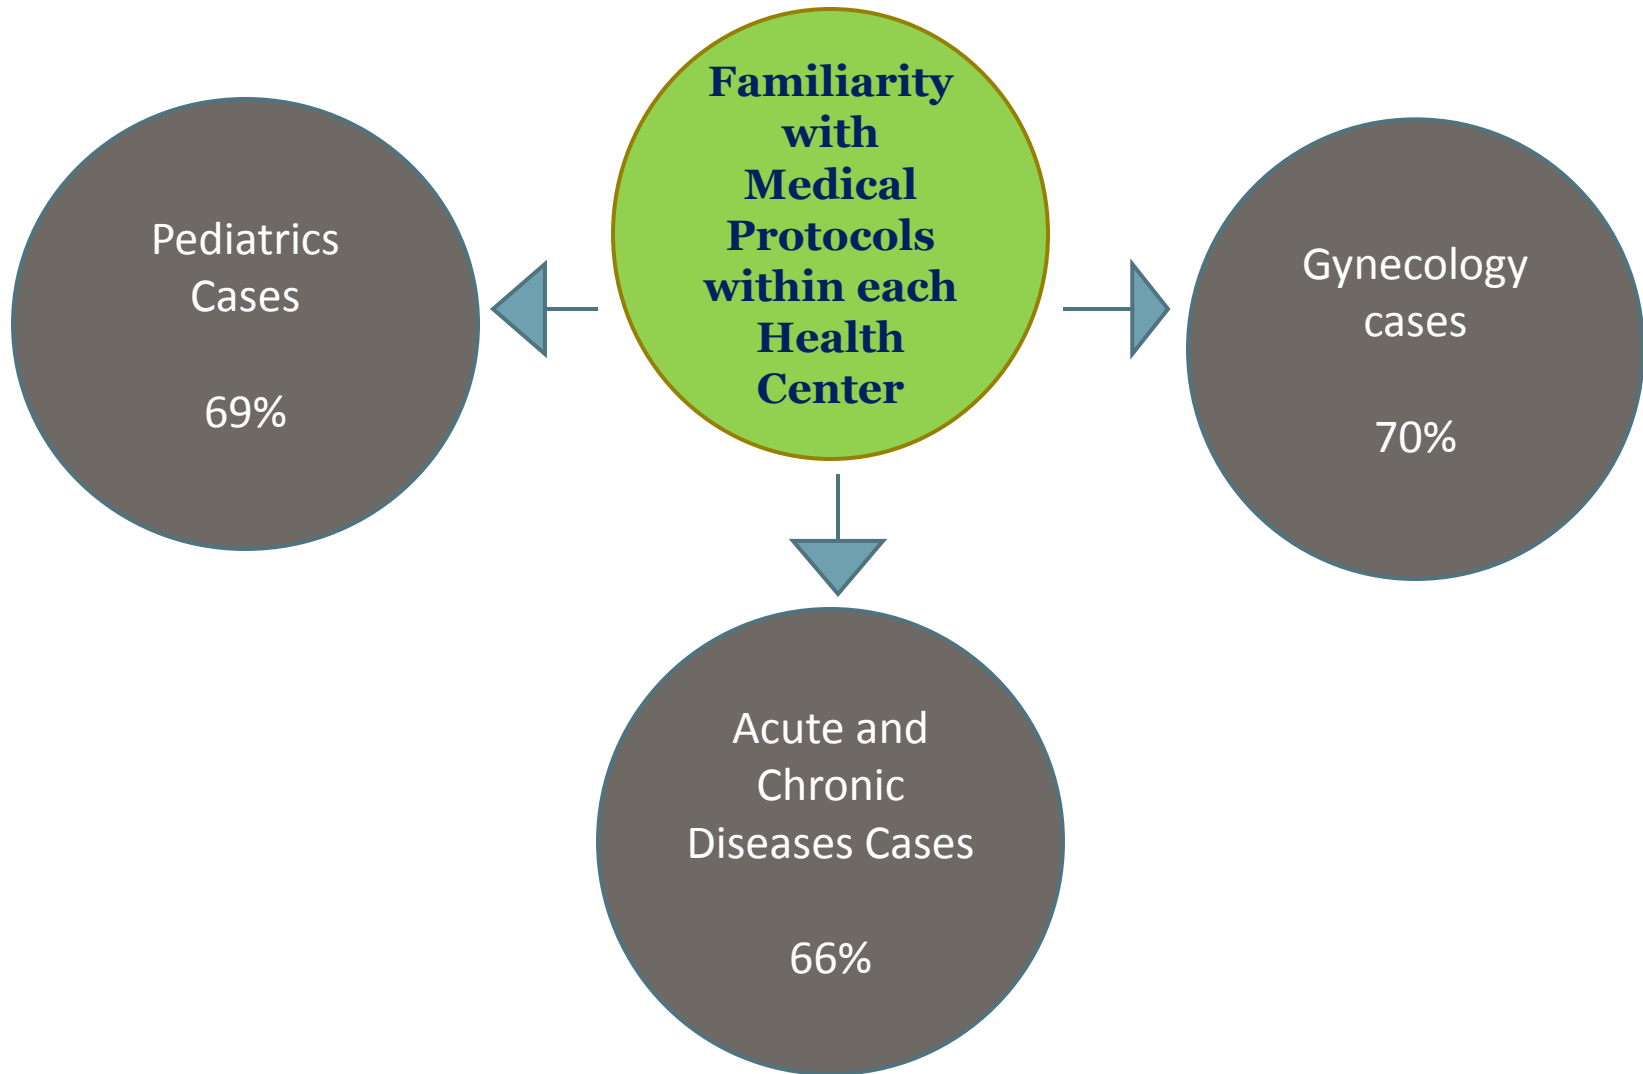 Familiarity
with
Medical
Protocols
within each
Health
Center
Pediatrics
Cases
69%
Gynecology
cases
70%
Acute and
Chronic
Diseases Cases
66%